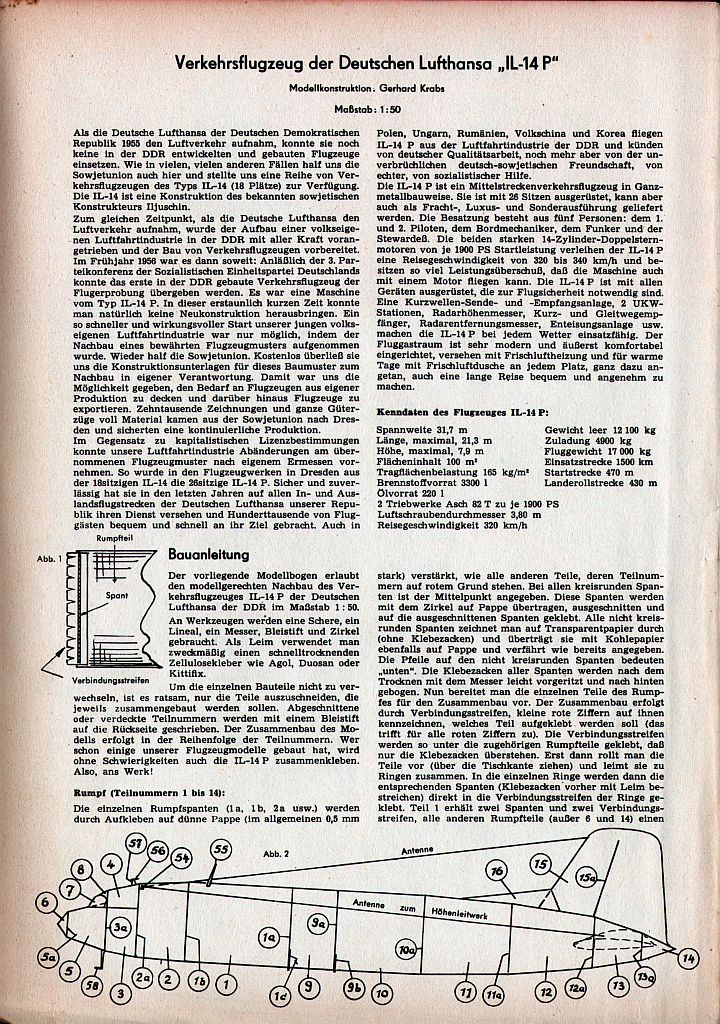 Verkehrsflugzeug der Deutschen Lufthansa „IL-14 P"
Modellkonstruktion. Gerhard Krabs
Maßstab: 1:50
Als die Deutsche Lufthansa der Deutschen Demokratischen
Republik 1955 den Luftverkehr aufnahm, konnte sie noch
keine in der DDR entwickelten und gebauten Flugzeuge
einsetzen. Wie in vielen, vielen anderen Fällen half uns die
Sowjetunion auch hier und stellte uns eine Reihe von Ver-
kehrsflugzeugen des Typs IL-14 (18 Plätze) zur Verfügung.
Die IL-14 ist eine Konstruktion des bekannten sowjetischen
Konstrukteurs Iljuschin.
Zum gleichen Zeitpunkt, als die Deutsche Lufthansa den
Luftverkehr aufnahm, wurde der Aufbau einer volkseige-
nen Luftfahrtindustrie in der DDR mit aller Kraft voran-
getrieben und der Bau von Verkehrsflugzeugen vorbereitet.
Im Frühjahr 1956 war es dann soweit: Anläßlich der 3. Par-
teikonferenz der Sozialistischen Einheitspartei Deutschlands
konnte das erste in der DDR gebaute Verkehrsflugzeug der
Flugerprobung übergeben werden. Es war eine Maschine
vom Typ IL-14 P. In dieser erstaunlich kurzen Zeit konnte
man natürlich keine Neukonstruktion herausbringen. Ein
so schneller und wirkungsvoller Start unserer jungen volks-
eigenen Luftfahrtindustrie war nur möglich, indem der
Nachbau eines bewährten Flugzeugmusters aufgenommen
wurde. Wieder half die Sowjetunion. Kostenlos überließ sie
uns die Konstruktionsunterlagen für dieses Baumuster zum
Nachbau in eigener Verantwortung. Damit war uns die
Möglichkeit gegeben, den Bedarf an Flugzeugen aus eigener
Produktion zu decken und darüber hinaus Flugzeuge zu
exportieren. Zehntausende Zeichnungen und ganze Güter-
züge voll Material kamen aus der Sowjetunion nach Dres-
den und sicherten eine kontinuierliche Produktion.
Im Gegensatz zu kapitalistischen Lizenzbestimmungen
konnte unsere Luftfahrtindustrie Abänderungen am über-
nommenen Flugzeugmuster nach eigenem Ermessen vor-
nehmen. So wurde in den Flugzeugwerken in Dresden aus
der 18sitzigen IL-14 die 26sitzige IL-14 P. Sicher und zuver-
lässig hat sie in den letzten Jahren auf allen In- und Aus-
landsflugstrecken der Deutschen Lufthansa unserer Repu-
blik ihren Dienst versehen und Hunderttausende von Flug-
gästen bequem und schnell an ihr Ziel gebracht. Auch in
Polen, Ungarn, Rumänien, Volkschina und Korea fliegen
IL-14 P aus der Luftfahrtindustrie der DDR und künden
von deutscher Qualitätsarbeit, noch mehr aber von der un-
verbrüchlichen deutsch-sowjetischen Freundschaft, von
echter, von sozialistischer Hilfe.
Die IL-14 P ist ein Mittelstreckenverkehrsflugzeug in Ganz-
metallbauweise. Sie ist mit 26 Sitzen ausgerüstet, kann aber
auch als Fracht-, Luxus- und Sonderausführung geliefert
werden. Die Besatzung besteht aus fünf Personen: dem 1.
und 2. Piloten, dem Bordmechaniker, dem Funker und der
Stewardeß. Die beiden starken 14-Zylinder-Doppelstern-
motoren von je 1900 PS Startleistung verleihen der IL-14 P
eine Reisegeschwindigkeit von 320 bis 340 km/h und be-
sitzen so viel Leistungsüberschuß, daß die Maschine auch
mit einem Motor fliegen kann. Die IL-14 P ist mit allen
Geräten ausgerüstet, die zur Flugsicherheit notwendig sind.
Eine Kurzwellen-Sende- und -Empfangsanlage, 2 UKW-
Stationen, Radarhöhenmesser, Kurz- und Gleitwegemp-
fänger, Radarentfernungsmesser, Enteisungsanlage usw.
machen die IL-14 P bei jedem Wetter einsatzfähig. Der
Fluggastraum ist sehr modern und äußerst komfortabel
eingerichtet, versehen mit Frischluftheizung und für warme
Tage mit Frischluftdusche an jedem Platz, ganz dazu an-
getan, auch eine lange Reise bequem und angenehm zu
machen.
Kenndaten des Flugzeuges IL-14 P:
Spannweite 31,7 m
Länge, maximal, 21,3 m
Höhe, maximal, 7,9 m
Flächeninhalt 100 m²
Tragflächenbelastung 165 kg/m²
Brennstoffvorrat 3300 l
Ölvorrat 220 l
2 Triebwerke Asch 82 T zu je 1900 PS
Luftschraubendurchmesser 3,80 m
Reisegeschwindigkeit 320 km/h
Gewicht leer 12 100 kg
Zuladung 4900 kg
Fluggewicht 17 000 kg
Einsatzstrecke 1500 km
Startstrecke 470 m
Landerollstrecke 430 m
Rumpfteil
Abb. 1
Spant
Verbindungsstreifen
Bauanleitung
Der vorliegende Modellbogen erlaubt
den modellgerechten Nachbau des Ver-
kehrsflugzeuges IL-14 P der Deutschen
Lufthansa der DDR im Maßstab 1 : 50.
An Werkzeugen werden eine Schere, ein
Lineal, ein Messer, Bleistift und Zirkel
gebraucht. Als Leim verwendet man
zweckmäßig einen schnelltrocknenden
Zellulosekleber wie Agol, Duosan oder
Kittifix.
Um die einzelnen Bauteile nicht zu ver-
wechseln, ist es ratsam, nur die Teile auszuschneiden, die
jeweils zusammengebaut werden sollen. Abgeschnittene
oder verdeckte Teilnummern werden mit einem Bleistift
auf die Rückseite geschrieben. Der Zusammenbau des Mo-
dells erfolgt in der Reihenfolge der Teilnummern. Wer
schon einige unserer Flugzeugmodelle gebaut hat, wird
ohne Schwierigkeiten auch die IL-14 P zusammenkleben.
Also, ans Werk!
Rumpf (Teilnummern 1 bis 14):
Die einzelnen Rumpfspanten (1a, 1b, 2a usw.) werden
durch Aufkleben auf dünne Pappe (im allgemeinen 0,5 mm
stark) verstärkt, wie alle anderen Teile, deren Teilnum-
mern auf rotem Grund stehen. Bei allen kreisrunden Span-
ten ist der Mittelpunkt angegeben. Diese Spanten werden
mit dem Zirkel auf Pappe übertragen, ausgeschnitten und
auf die ausgeschnittenen Spanten geklebt. Alle nicht kreis-
runden Spanten zeichnet man auf Transparentpapier durch
(ohne Klebezacken) und überträgt sie mit Kohlepapier
ebenfalls auf Pappe und verfährt wie bereits angegeben.
Die Pfeile auf den nicht kreisrunden Spanten bedeuten
„unten". Die Klebezacken aller Spanten werden nach dem
Trocknen mit dem Messer leicht vorgeritzt und nach hinten
gebogen. Nun bereitet man die einzelnen Teile des Rump-
fes für den Zusammenbau vor. Der Zusammenbau erfolgt
durch Verbindungsstreifen, kleine rote Ziffern auf ihnen
kennzeichnen, welches Teil aufgeklebt werden soll (das
trifft für alle roten Ziffern zu). Die Verbindungsstreifen
werden so unter die zugehörigen Rumpfteile geklebt, daß
nur die Klebezacken überstehen. Erst dann rollt man die
Teile vor (über die Tischkante ziehen) und leimt sie zu
Ringen zusammen. In die einzelnen Ringe werden dann die
entsprechenden Spanten (Klebezacken vorher mit Leim be-
streichen) direkt in die Verbindungsstreifen der Ringe ge-
klebt. Teil 1 erhält zwei Spanten und zwei Verbindungs-
streifen, alle anderen Rumpfteile (außer 6 und 14) einen
Abb. 2
Antenne
Antenne zum Höhenleitwerk
57
56
54
55
8
4
7
6
5a
5
3a
58
3
2a
2
1b
1
1a
1d
9
9a
9b
10
10a
11
11a
16
15
15a
12
12a
13
13a
14